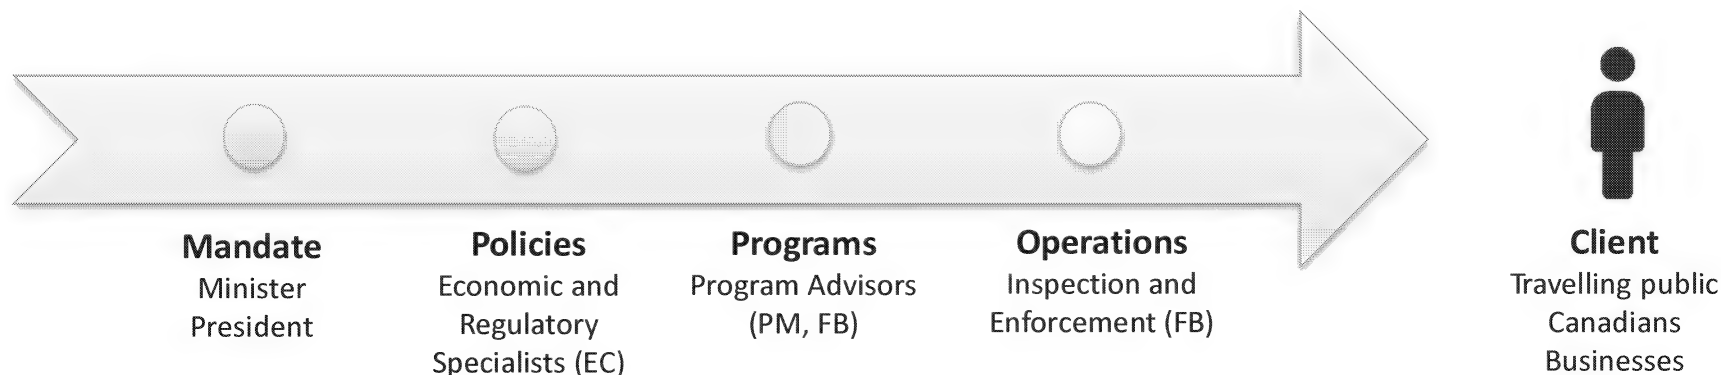 Mandate
Minister
President
Policies
Economic and
Regulatory
Specialists (EC)
Programs
Program Advisors
(PM, FB)
Operations
Inspection and
Enforcement (FB)
Client
Travelling public
Canadians
Businesses